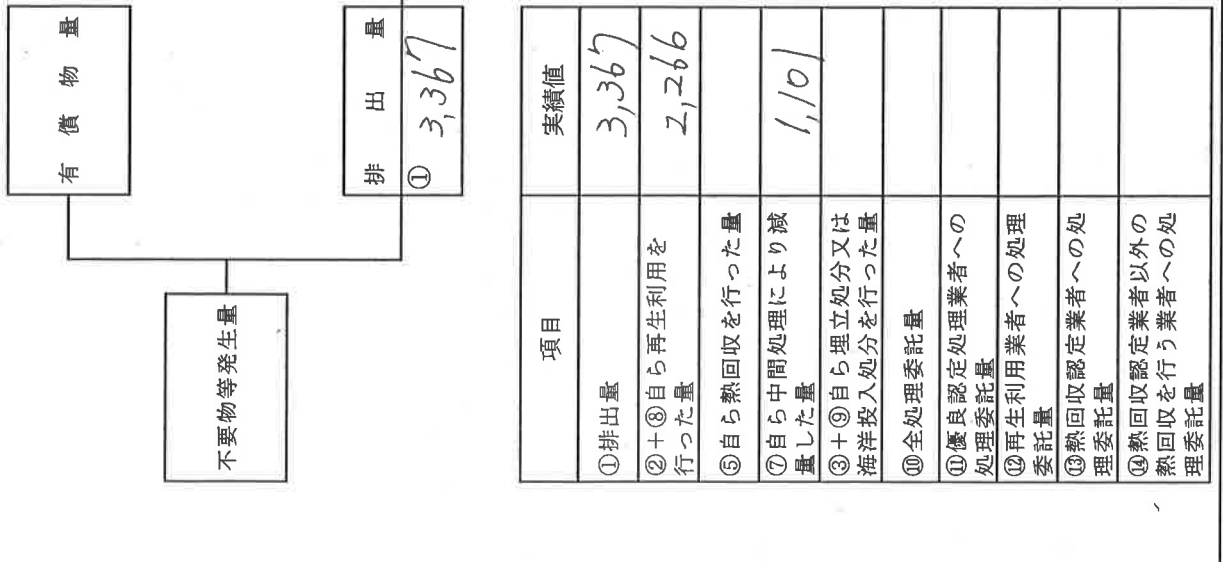 有償物量
不要物等発生量
排出量
① 3,367
項目
実績値
①排出量
3,367
②+⑧自ら再生利用を
行った量
2,266
⑤自ら熱回収を行った量
⑦自ら中間処理により減
量した量
1,101
③+⑨自ら埋立処分又は
海洋投入処分を行った量
⑩全処理委託量
⑪優良認定処理業者への
処理委託量
⑫再生利用業者への処理
委託量
⑬熱回収認定業者への処
理委託量
⑭熱回収認定業者以外の
熱回収を行う業者への処
理委託量